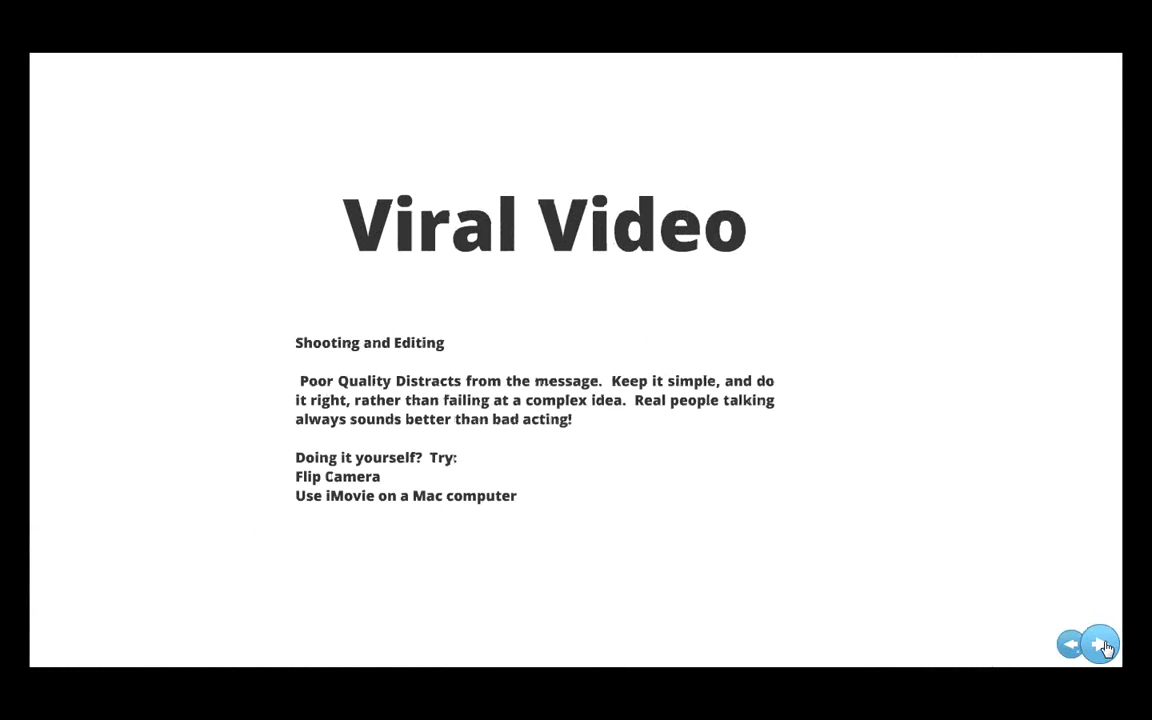 Viral Video
Shooting and Editing
Poor Quality Distracts from the message.  Keep it simple, and do
it right, rather than failing at a complex idea.  Real people talking
always sounds better than bad acting!
Doing it yourself?  Try:
Flip Camera
Use iMovie on a Mac computer